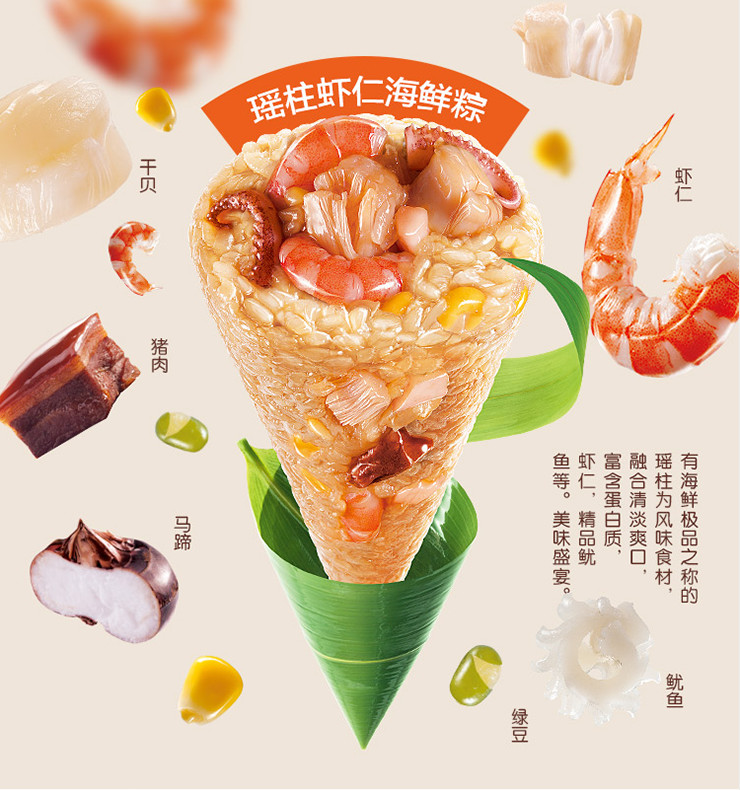 瑶柱虾仁海鲜粽
干贝
虾仁
猪肉
马蹄
有海鲜极品之称的
瑶柱为风味食材，
融合清淡爽口，
富含蛋白质，
虾仁，精品鱿
鱼等。美味盛宴。
鱿鱼
绿豆